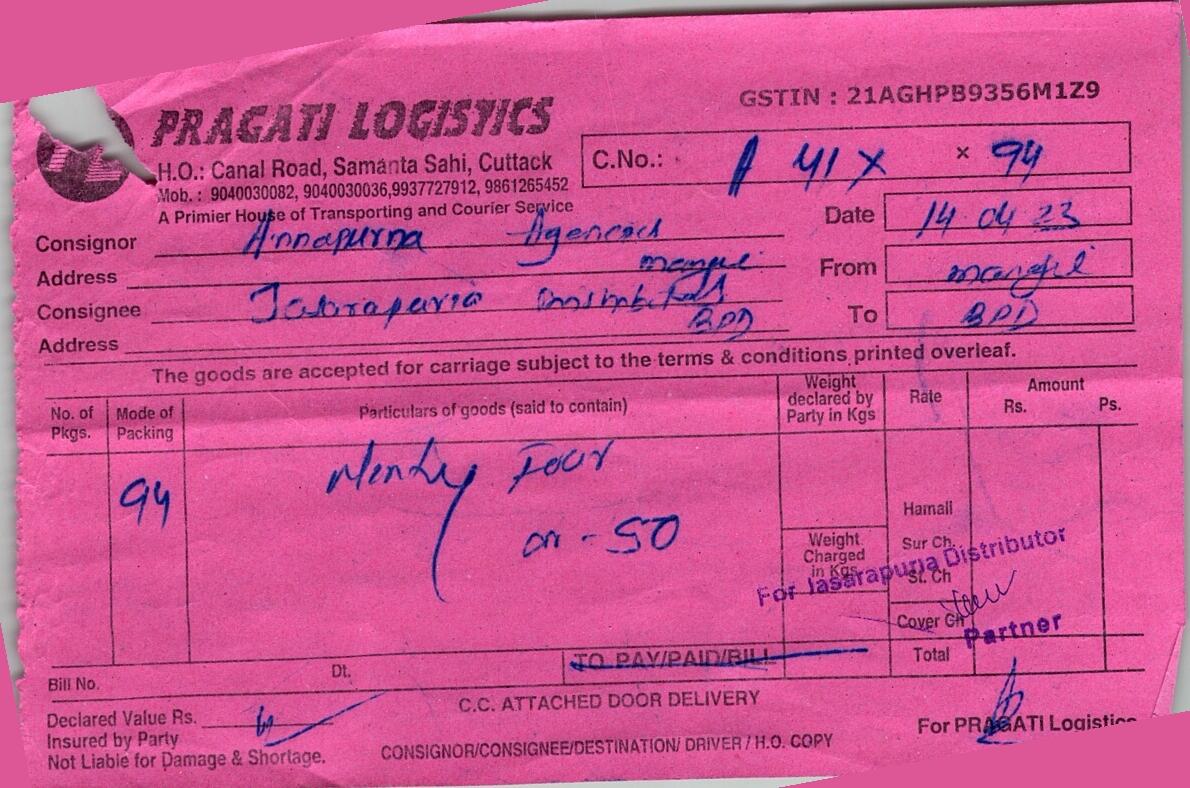 GSTIN : 21AGHPB9356M1Z9
PRAGATI LOGISTICS
H.O.: Canal Road, Samanta Sahi, Cuttack
Mob. : 9040030082, 9040030036,9937727912, 9861265452
A Primier House of Transporting and Courier Service
C.No.: 41 x x 94
Date 14 04 23
Consignor Annapurna Agencies
Address
From
Consignee
To BPD
BPD
Address
The goods are accepted for carriage subject to the terms & conditions printed overleaf.
No. of Pkgs. Mode of Packing Particulars of goods (said to contain) Weight declared by Party in Kgs Rate Amount Rs. Ps.
94 Ninty Four
on - 50
Hamali
Weight Charged in Kgs Sur Ch.
St. Ch
For Jasarapuria Distributor
Cover Ch
Partner
TO PAY/PAID/BILL Total
Bill No. Dt.
Declared Value Rs.
C.C. ATTACHED DOOR DELIVERY
Insured by Party
For PRAGATI Logistics
Not Liable for Damage & Shortage.
CONSIGNOR/CONSIGNEE/DESTINATION/ DRIVER / H.O. COPY